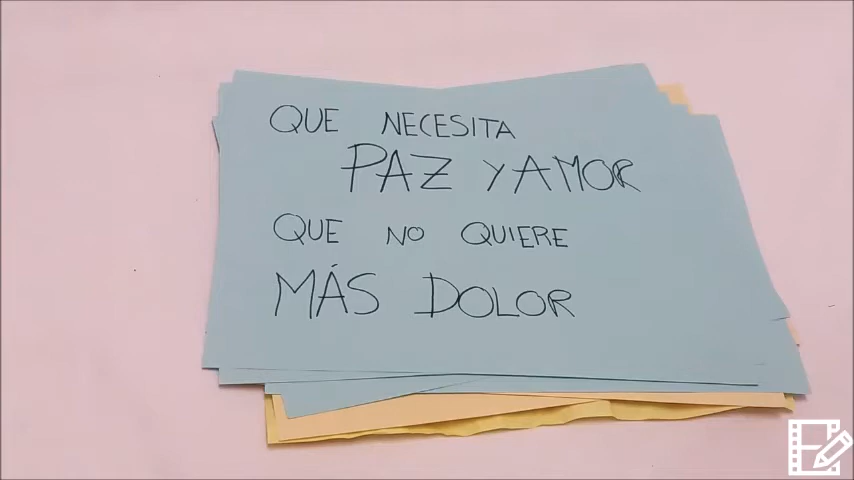 QUE NECESITA
PAZ Y AMOR
QUE NO QUIERE
MÁS DOLOR